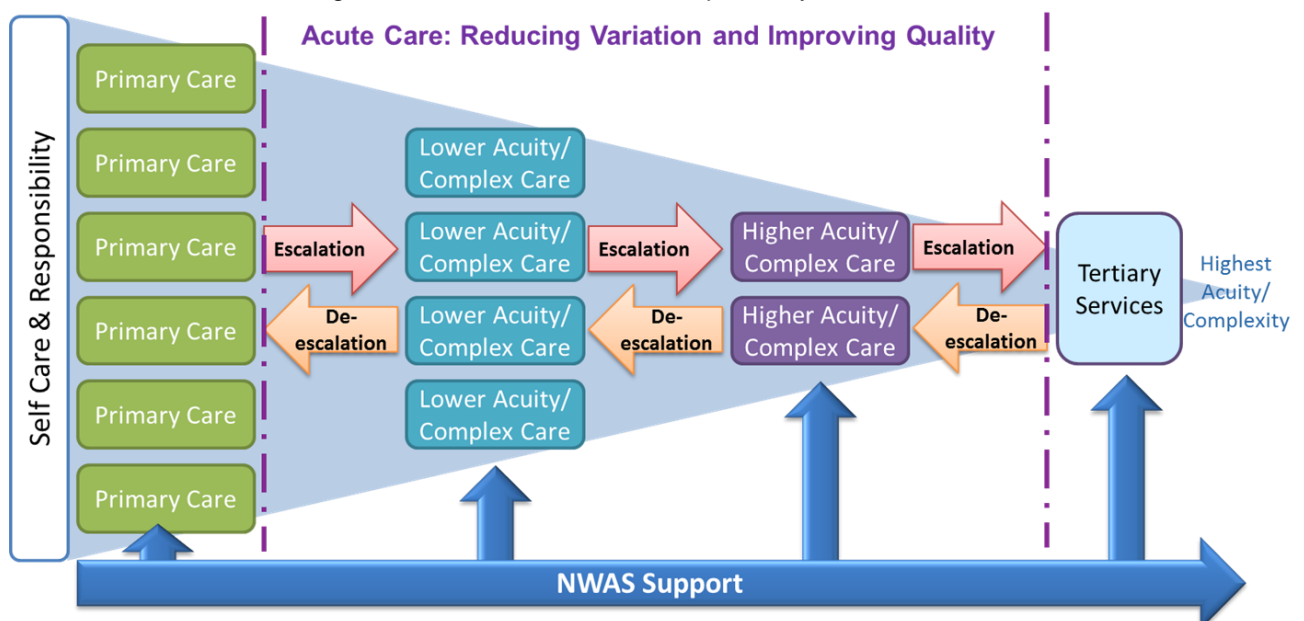 Acute Care: Reducing Variation and Improving Quality
Self Care & Responsibility
Primary Care
Primary Care
Primary Care
Primary Care
Primary Care
Primary Care
Lower Acuity/
Complex Care
Lower Acuity/
Complex Care
Lower Acuity/
Complex Care
Lower Acuity/
Complex Care
Escalation
De-
escalation
Escalation
De-
escalation
Higher Acuity/
Complex Care
Higher Acuity/
Complex Care
Escalation
De-
escalation
Tertiary
Services
Highest
Acuity/
Complexity
NWAS Support